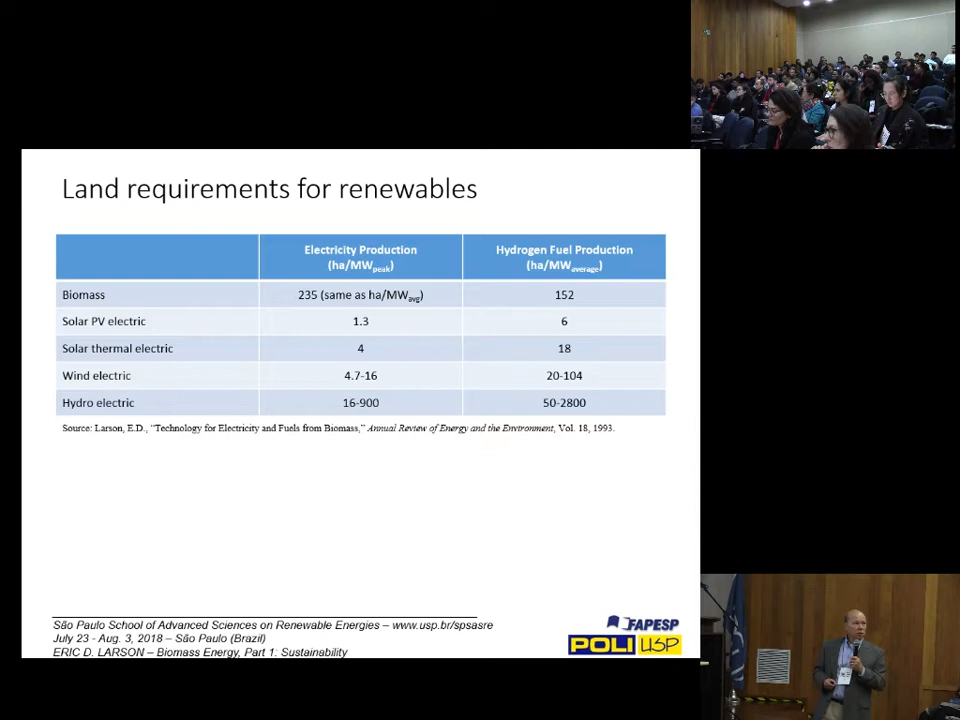 Land requirements for renewables
Electricity Production (ha/MWpeak) Hydrogen Fuel Production (ha/MWaverage)
Biomass 235 (same as ha/MWavg) 152
Solar PV electric 1.3 6
Solar thermal electric 4 18
Wind electric 4.7-16 20-104
Hydro electric 16-900 50-2800
Source: Larson, E.D., "Technology for Electricity and Fuels from Biomass," Annual Review of Energy and the Environment, Vol. 18, 1993.
São Paulo School of Advanced Sciences on Renewable Energies – www.usp.br/spsasre
July 23 - Aug. 3, 2018 – São Paulo (Brazil)
ERIC D. LARSON – Biomass Energy, Part 1: Sustainability
FAPESP
POLI USP